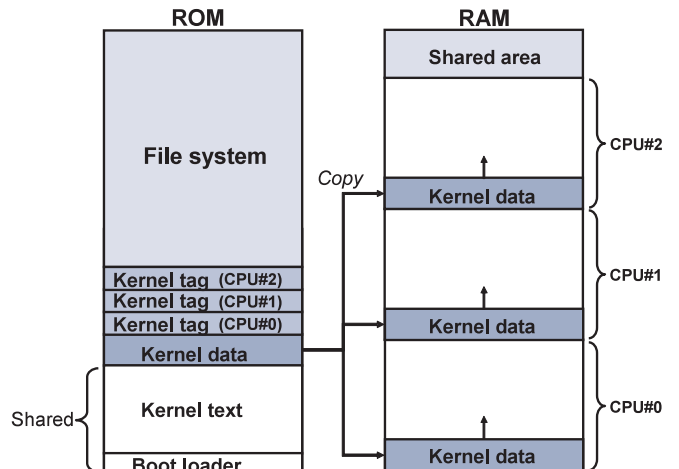 ROM
File system
Kernel tag (CPU#2)
Kernel tag (CPU#1)
Kernel tag (CPU#0)
Kernel data
Shared
Kernel text
Boot loader
Copy
RAM
Shared area
CPU#2
Kernel data
CPU#1
Kernel data
CPU#0
Kernel data